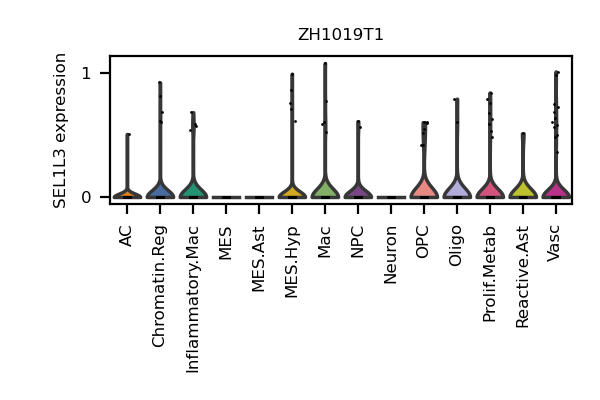 ZH1019T1
SEL1L3 expression
1
0
AC
Chromatin.Reg
Inflammatory.Mac
MES
MES.Ast
MES.Hyp
Mac
NPC
Neuron
OPC
Oligo
Prolif.Metab
Reactive.Ast
Vasc